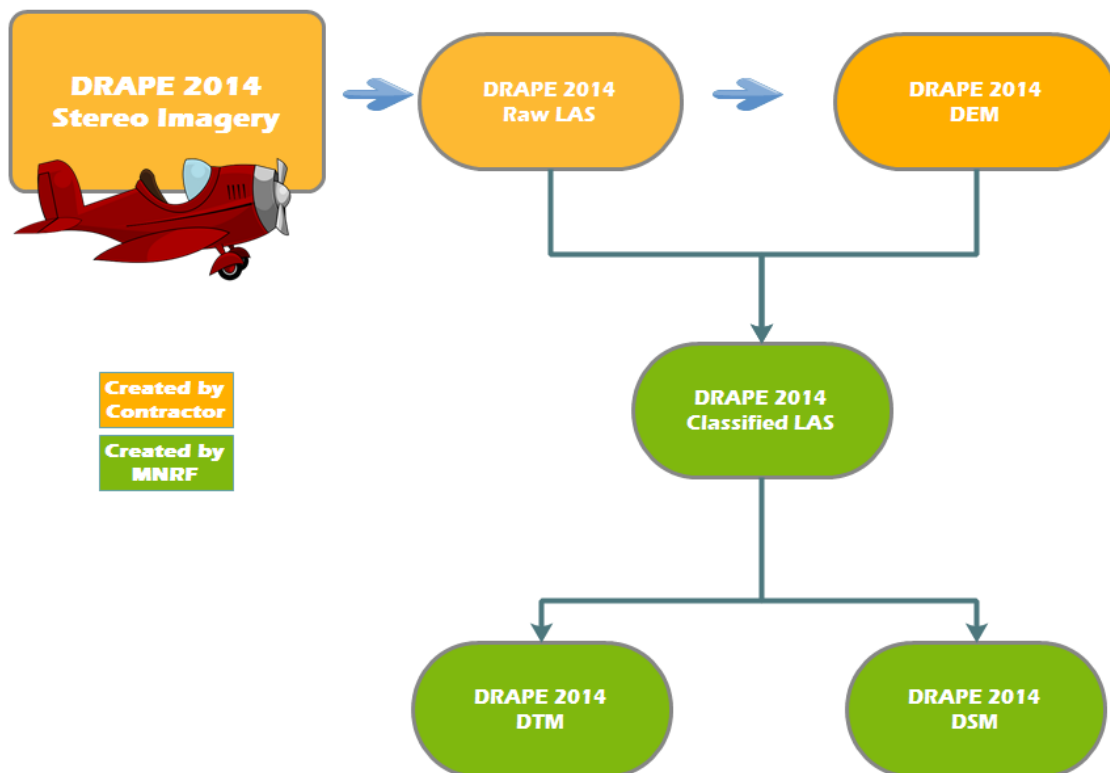 DRAPE 2014
Stereo Imagery
DRAPE 2014
Raw LAS
DRAPE 2014
DEM
Created by
Contractor
Created by
MNRF
DRAPE 2014
Classified LAS
DRAPE 2014
DTM
DRAPE 2014
DSM